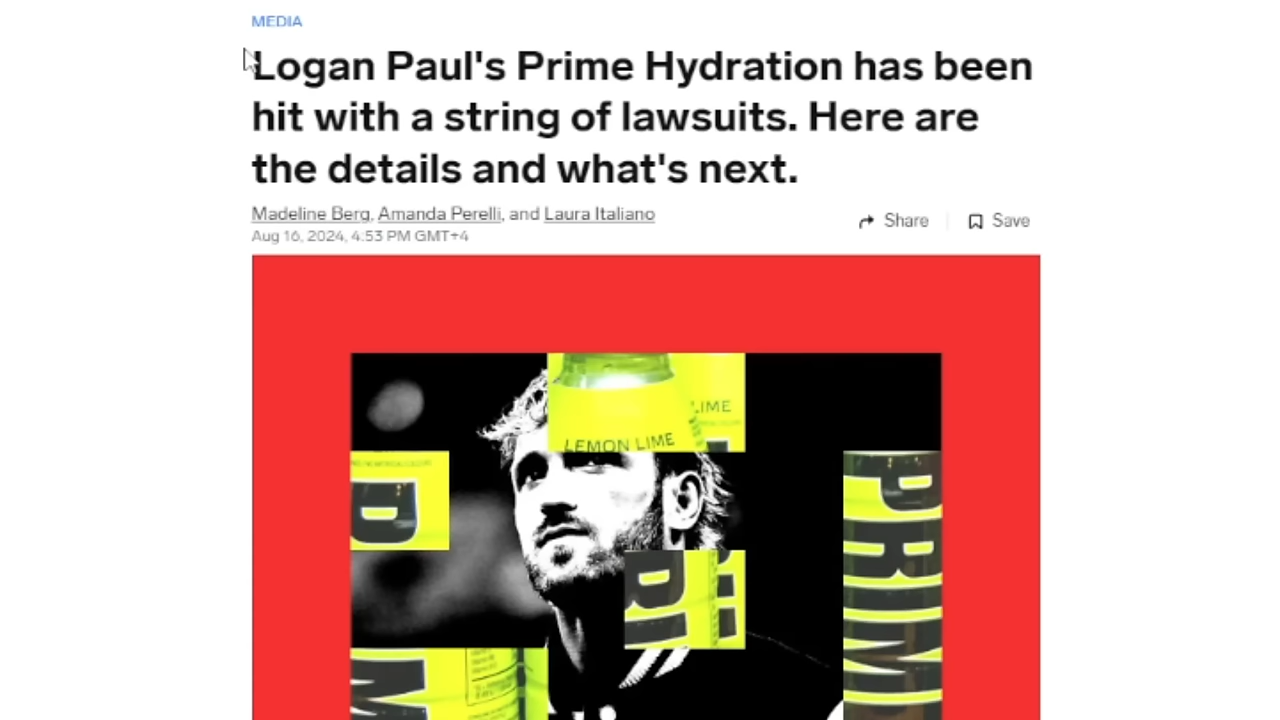 MEDIA
Logan Paul's Prime Hydration has been
hit with a string of lawsuits. Here are
the details and what's next.
Madeline Berg, Amanda Perelli, and Laura Italiano
Share
Save
Aug 16, 2024, 4:53 PM GMT+4
LIME
LEMON LIME
P
PRIM
RI
M